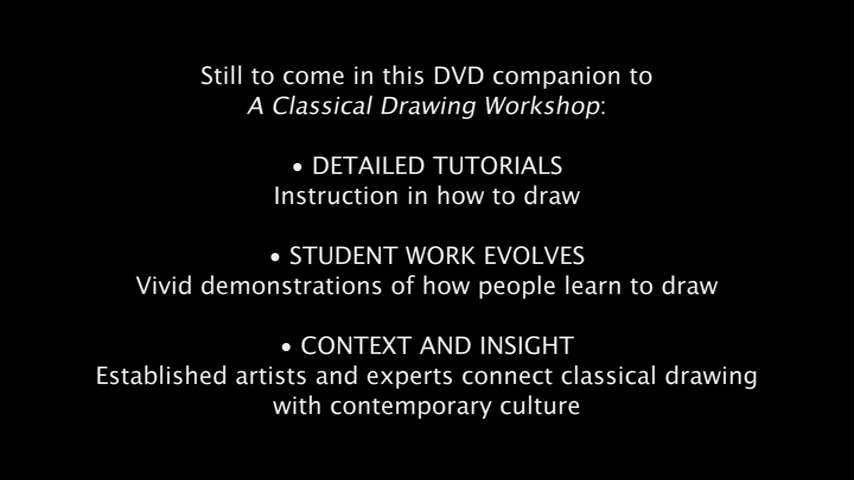 Still to come in this DVD companion to
A Classical Drawing Workshop:
• DETAILED TUTORIALS
Instruction in how to draw
• STUDENT WORK EVOLVES
Vivid demonstrations of how people learn to draw
• CONTEXT AND INSIGHT
Established artists and experts connect classical drawing
with contemporary culture